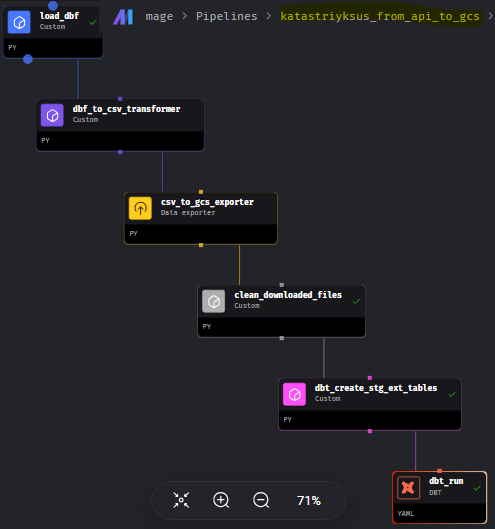 mage > Pipelines > katastriyksus_from_api_to_gcs >
load_dbf
Custom
PY
dbf_to_csv_transformer
Custom
PY
csv_to_gcs_exporter
Data exporter
PY
clean_downloaded_files
Custom
PY
dbt_create_stg_ext_tables
Custom
PY
dbt_run
DBT
YAML
71%